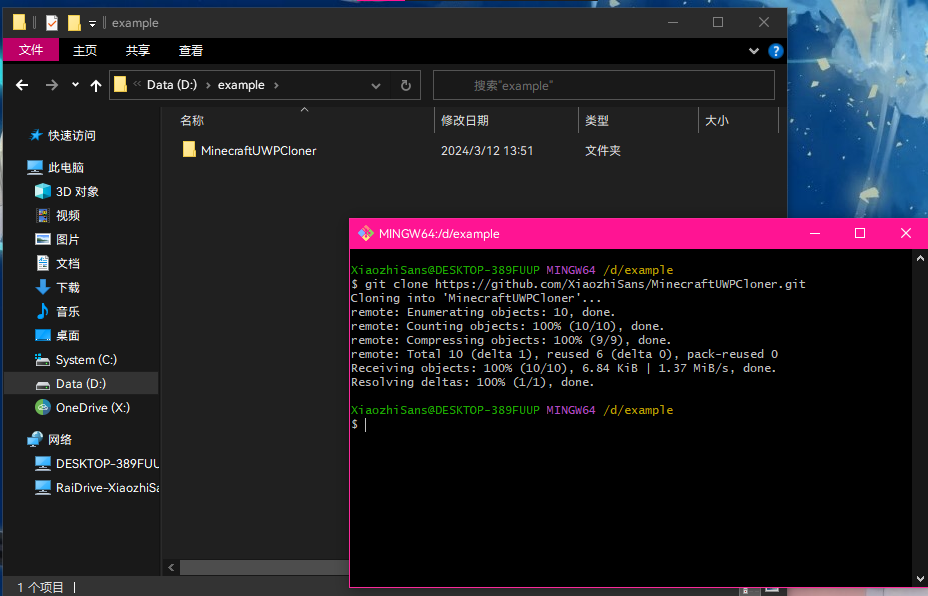 example
文件 主页 共享 查看
Data (D:) example
搜索"example"
名称 修改日期 类型 大小
MinecraftUWPCloner 2024/3/12 13:51 文件夹
快速访问
此电脑
3D 对象
视频
图片
文档
下载
音乐
桌面
System (C:)
Data (D:)
OneDrive (X:)
网络
DESKTOP-389FUU
RaiDrive-XiaozhiSa
1 个项目
MINGW64:/d/example
XiaozhiSans@DESKTOP-389FUUP MINGW64 /d/example
$ git clone https://github.com/XiaozhiSans/MinecraftUWPCloner.git
Cloning into 'MinecraftUWPCloner'...
remote: Enumerating objects: 10, done.
remote: Counting objects: 100% (10/10), done.
remote: Compressing objects: 100% (9/9), done.
remote: Total 10 (delta 1), reused 6 (delta 0), pack-reused 0
Receiving objects: 100% (10/10), 6.84 KiB | 1.37 MiB/s, done.
Resolving deltas: 100% (1/1), done.
XiaozhiSans@DESKTOP-389FUUP MINGW64 /d/example
$